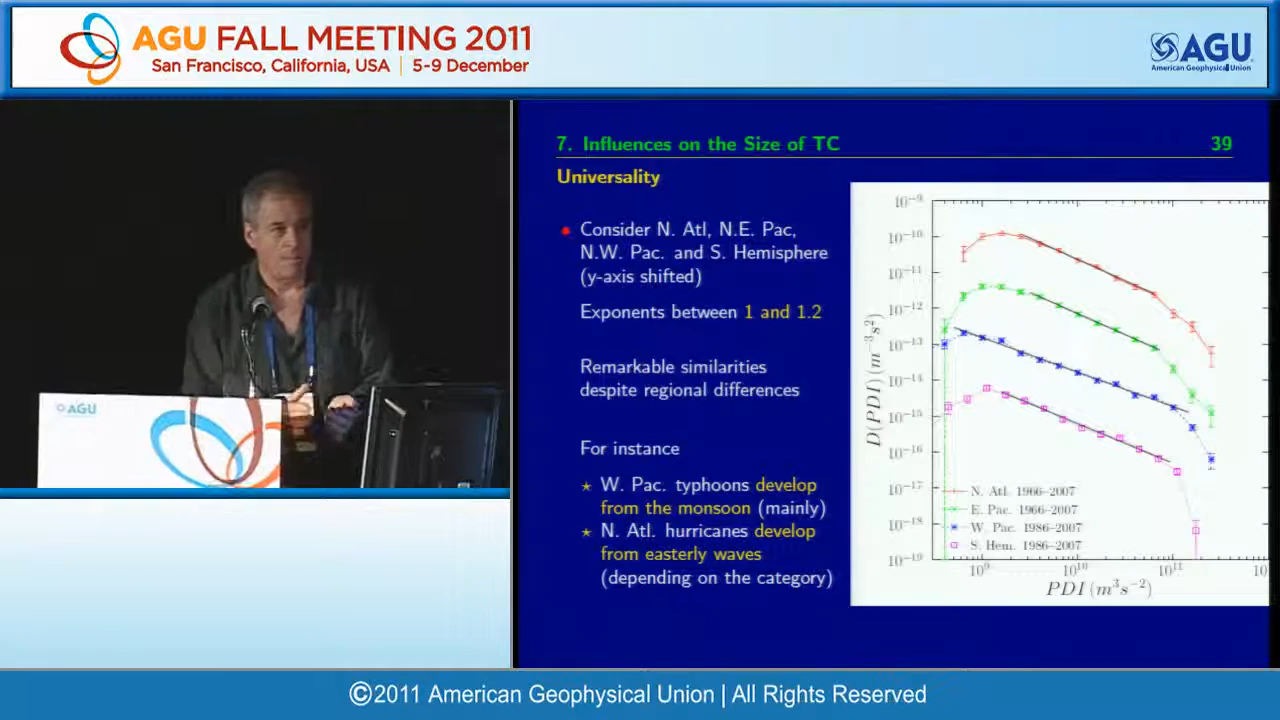 AGU FALL MEETING 2011
San Francisco, California, USA | 5-9 December
AGU
American Geophysical Union
AGU
7. Influences on the Size of TC 39
Universality
Consider N. Atl, N.E. Pac,
N.W. Pac. and S. Hemisphere
(y-axis shifted)
Exponents between 1 and 1.2
Remarkable similarities
despite regional differences
For instance
⋆ W. Pac. typhoons develop
from the monsoon (mainly)
⋆ N. Atl. hurricanes develop
from easterly waves
(depending on the category)
10⁻⁹
10⁻¹⁰
10⁻¹¹
10⁻¹²
10⁻¹³
10⁻¹⁴
10⁻¹⁵
10⁻¹⁶
10⁻¹⁷
10⁻¹⁸
10⁻¹⁹
D(PDI) (m⁻³s²)
N. Atl. 1966–2007
E. Pac. 1966–2007
W. Pac. 1986–2007
S. Hem. 1986–2007
10⁹ 10¹⁰ 10¹¹ 10
PDI (m³s⁻²)
©2011 American Geophysical Union | All Rights Reserved